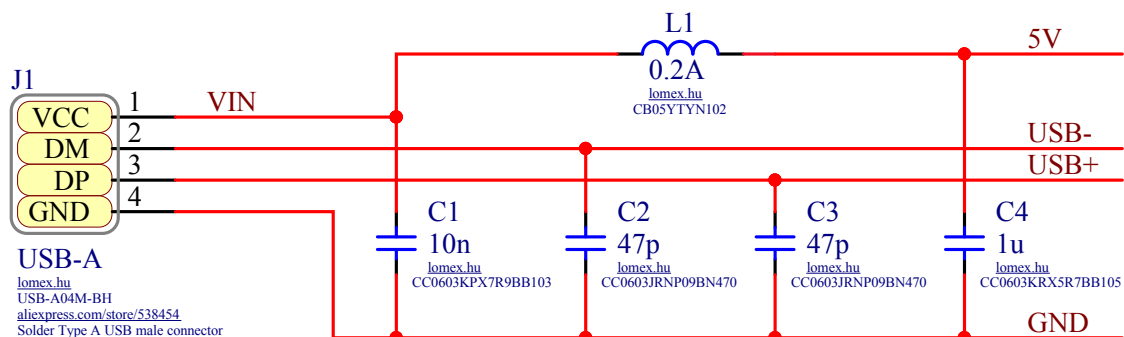 L1
5V
0.2A
lomex.hu
CB05YTYN102
J1
VCC 1 VIN
DM 2 USB-
DP 3 USB+
GND 4
C1
10n
lomex.hu
CC0603KPX7R9BB103
C2
47p
lomex.hu
CC0603JRNP09BN470
C3
47p
lomex.hu
CC0603JRNP09BN470
C4
1u
lomex.hu
CC0603KRX5R7BB105
USB-A
lomex.hu
USB-A04M-BH
aliexpress.com/store/538454
Solder Type A USB male connector
GND